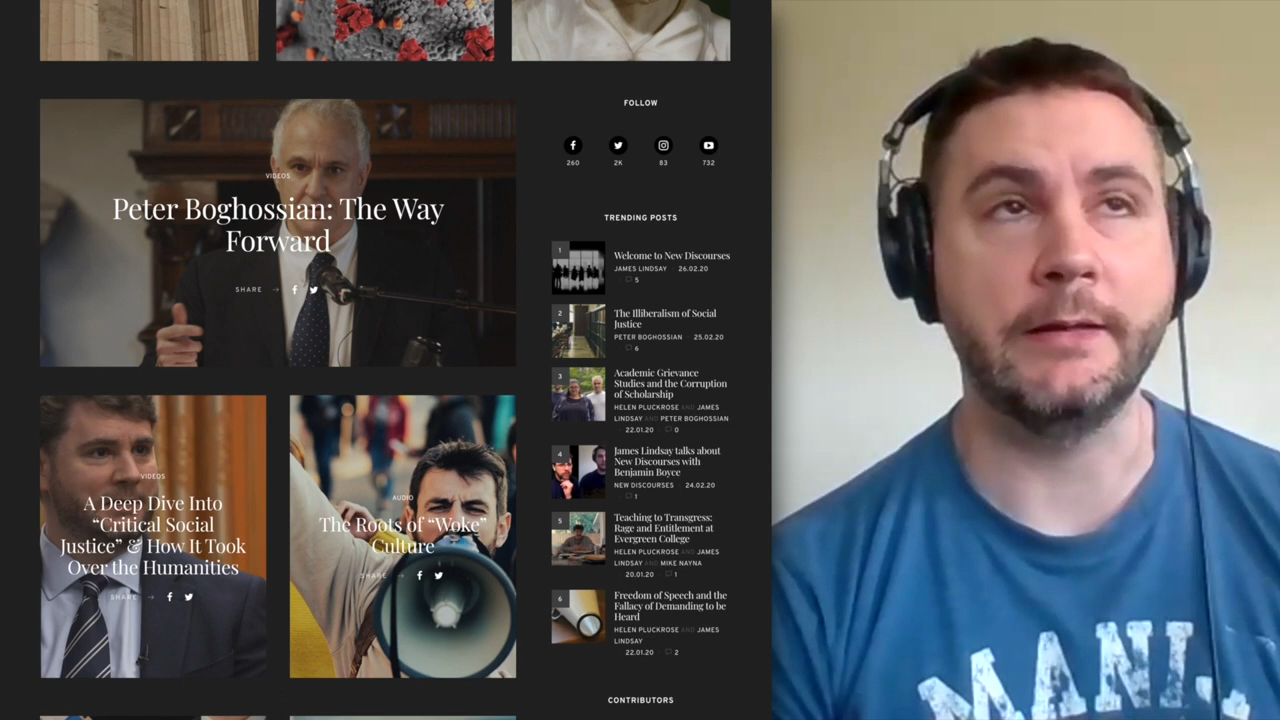 VIDEOS
Peter Boghossian: The Way
Forward
SHARE
VIDEOS
A Deep Dive Into
“Critical Social
Justice” & How It Took
Over the Humanities
SHARE
AUDIO
The Roots of “Woke”
Culture
SHARE
FOLLOW
260 2K 83 732
TRENDING POSTS
1
Welcome to New Discourses
JAMES LINDSAY · 26.02.20
5
2
The Illiberalism of Social
Justice
PETER BOGHOSSIAN · 25.02.20
6
3
Academic Grievance
Studies and the Corruption
of Scholarship
HELEN PLUCKROSE AND JAMES
LINDSAY AND PETER BOGHOSSIAN
· 22.01.20 0
4
James Lindsay talks about
New Discourses with
Benjamin Boyce
NEW DISCOURSES · 24.02.20
1
5
Teaching to Transgress:
Rage and Entitlement at
Evergreen College
HELEN PLUCKROSE AND JAMES
LINDSAY AND MIKE NAYNA
· 20.01.20 1
6
Freedom of Speech and the
Fallacy of Demanding to be
Heard
HELEN PLUCKROSE AND JAMES
LINDSAY
· 22.01.20 2
CONTRIBUTORS